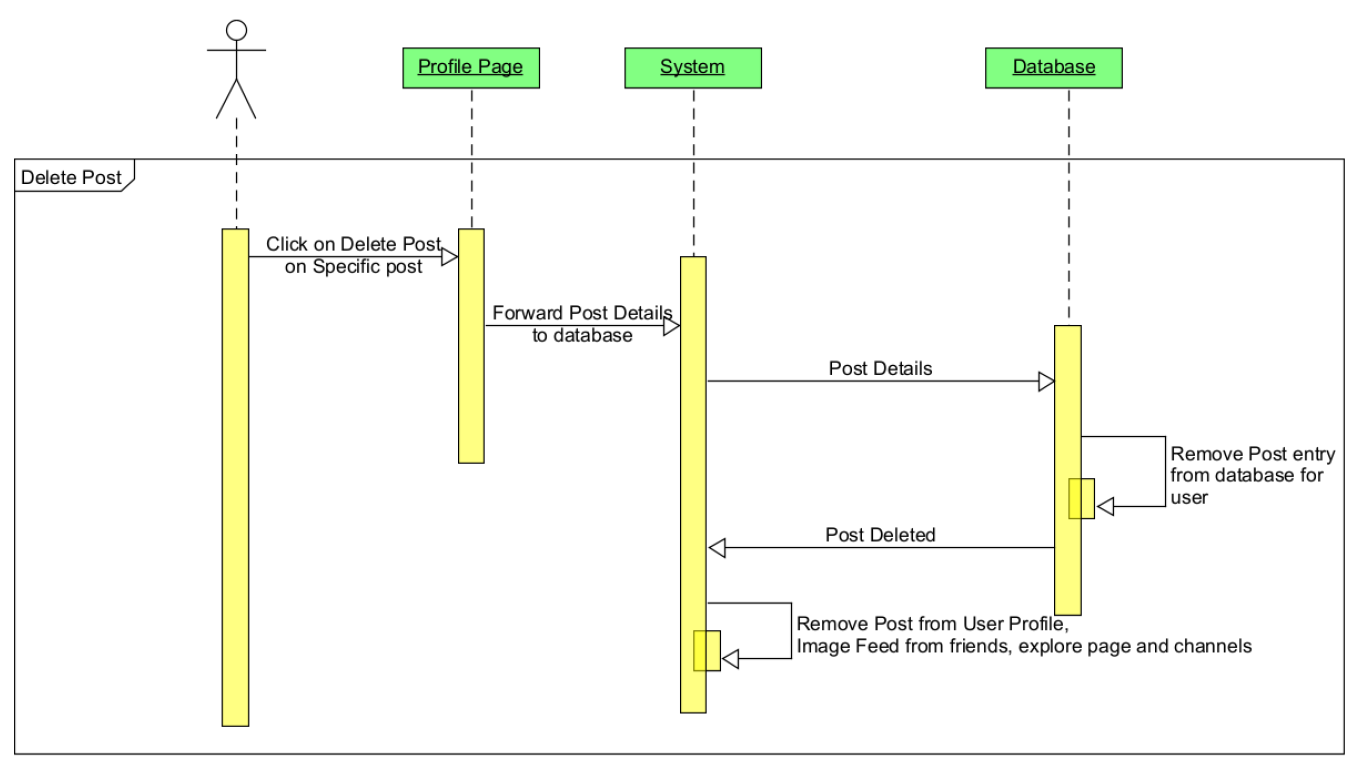 Profile Page
System
Database
Delete Post
Click on Delete Post
on Specific post
Forward Post Details
to database
Post Details
Remove Post entry
from database for
user
Post Deleted
Remove Post from User Profile,
Image Feed from friends, explore page and channels